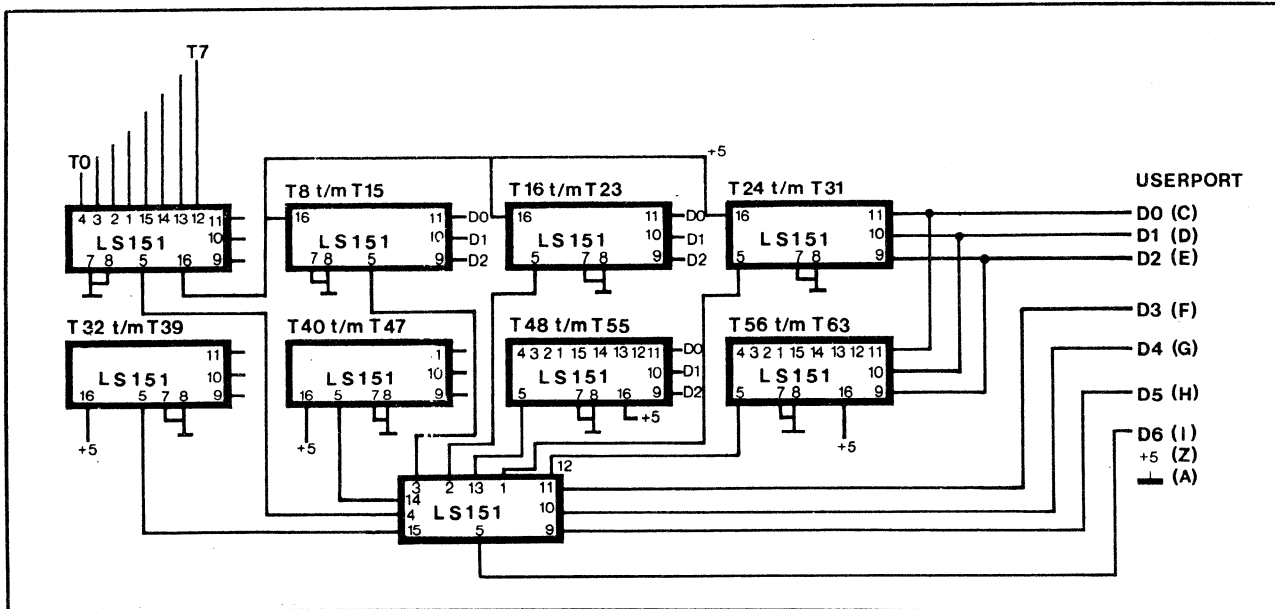 T7
T0
+5
T8 t/m T15
T16 t/m T23
T24 t/m T31
USERPORT
4 3 2 1 15 14 13 12 11
16 11 D0
16 11 D0
16 11
D0 (C)
LS151 10
LS151 10 D1
LS151 10 D1
LS151 10
D1 (D)
7 8 5 16 9
7 8 5 9 D2
5 7 8 9 D2
5 7 8 9
D2 (E)
D3 (F)
T32 t/m T39
T40 t/m T47
T48 t/m T55
T56 t/m T63
11
1
4 3 2 1 15 14 13 12 11 D0
4 3 2 1 15 14 13 12 11
D4 (G)
LS151 10
LS151 10
LS151 10 D1
LS151 10
16 5 7 8 9
16 5 7 8 9
5 7 8 16 9 D2
5 7 8 16 9
D5 (H)
+5
+5
+5
+5
D6 (I)
+5 (Z)
(A)
12
3 2 13 1 11
14
4 LS151 10
15 5 9